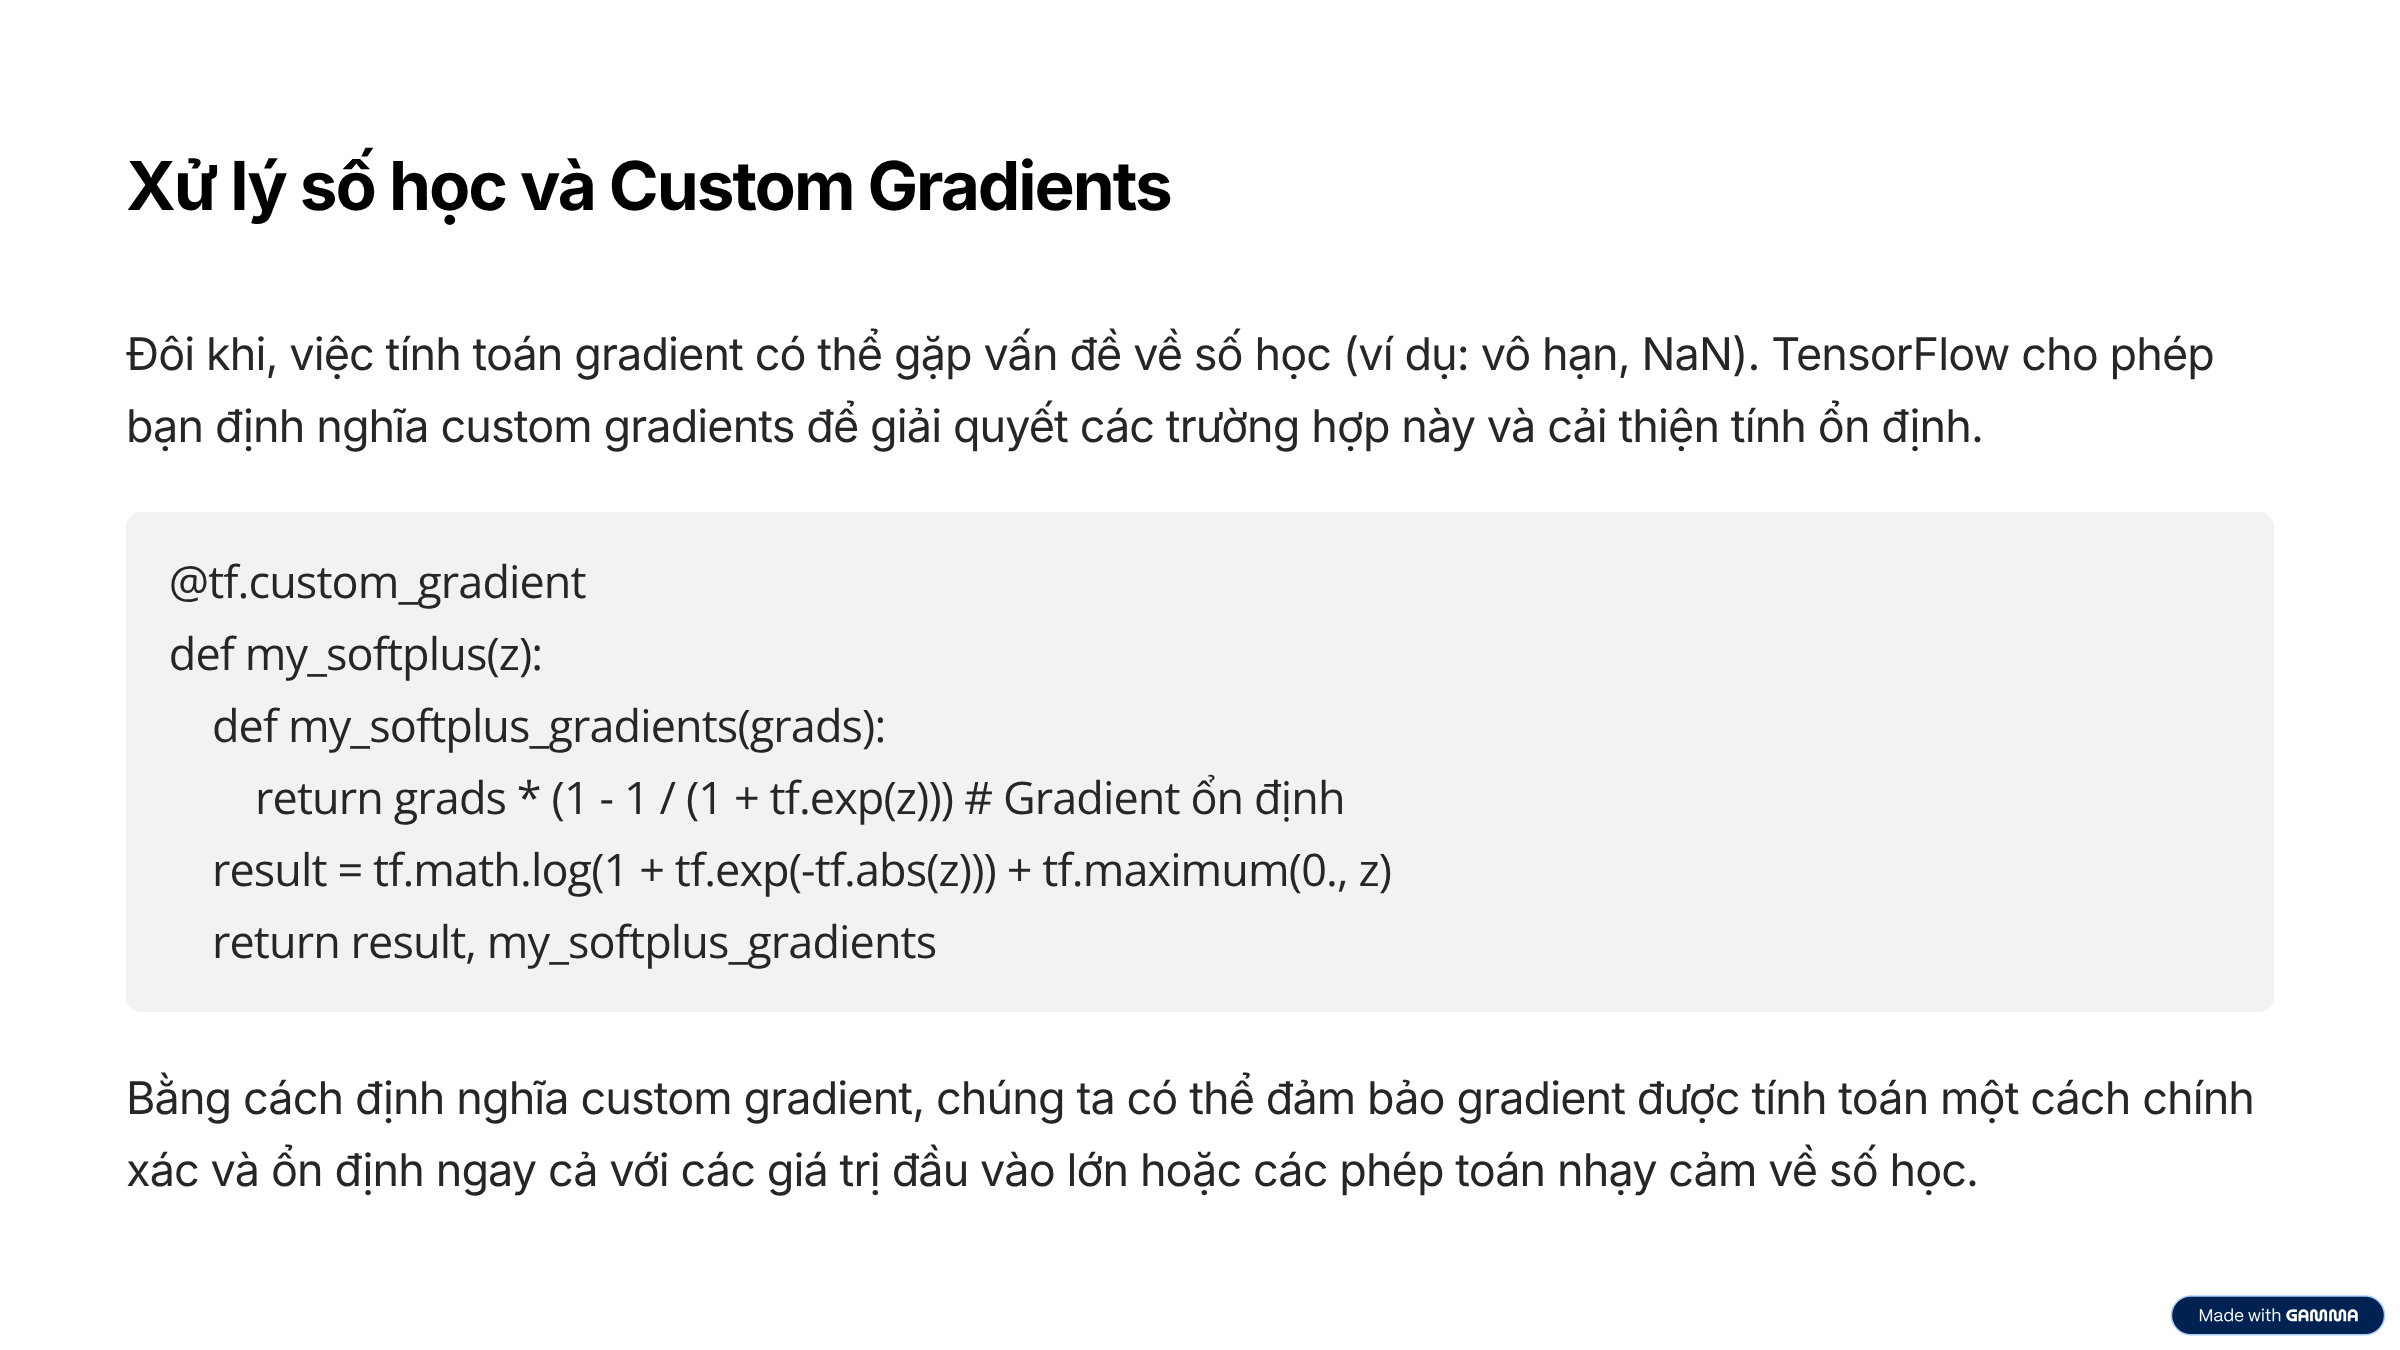 Xử lý số học và Custom Gradients
Đôi khi, việc tính toán gradient có thể gặp vấn đề về số học (ví dụ: vô hạn, NaN). TensorFlow cho phép
bạn định nghĩa custom gradients để giải quyết các trường hợp này và cải thiện tính ổn định.
@tf.custom_gradient
def my_softplus(z):
    def my_softplus_gradients(grads):
        return grads * (1 - 1 / (1 + tf.exp(z))) # Gradient ổn định
    result = tf.math.log(1 + tf.exp(-tf.abs(z))) + tf.maximum(0., z)
    return result, my_softplus_gradients
Bằng cách định nghĩa custom gradient, chúng ta có thể đảm bảo gradient được tính toán một cách chính
xác và ổn định ngay cả với các giá trị đầu vào lớn hoặc các phép toán nhạy cảm về số học.
Made with GAMMA